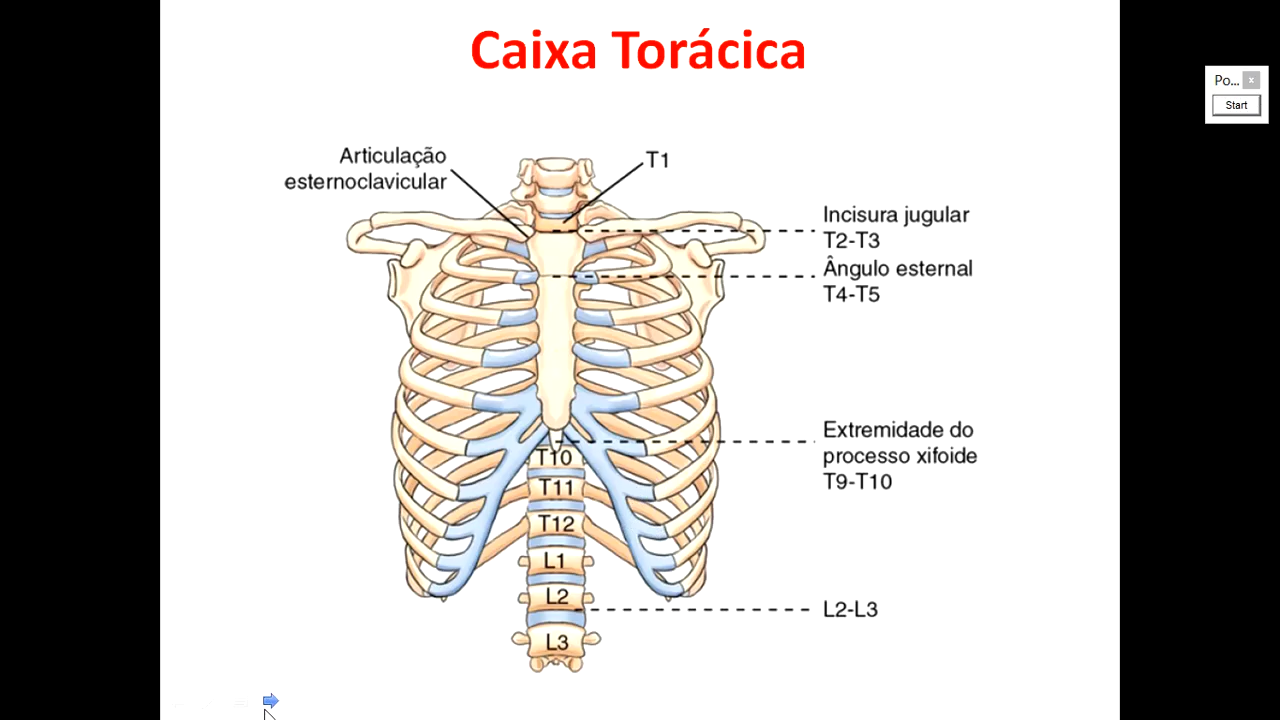 Caixa Torácica
Po...
x
Start
Articulação
esternoclavicular
T1
Incisura jugular
T2-T3
Ângulo esternal
T4-T5
Extremidade do
processo xifoide
T9-T10
T10
T11
T12
L1
L2
L2-L3
L3